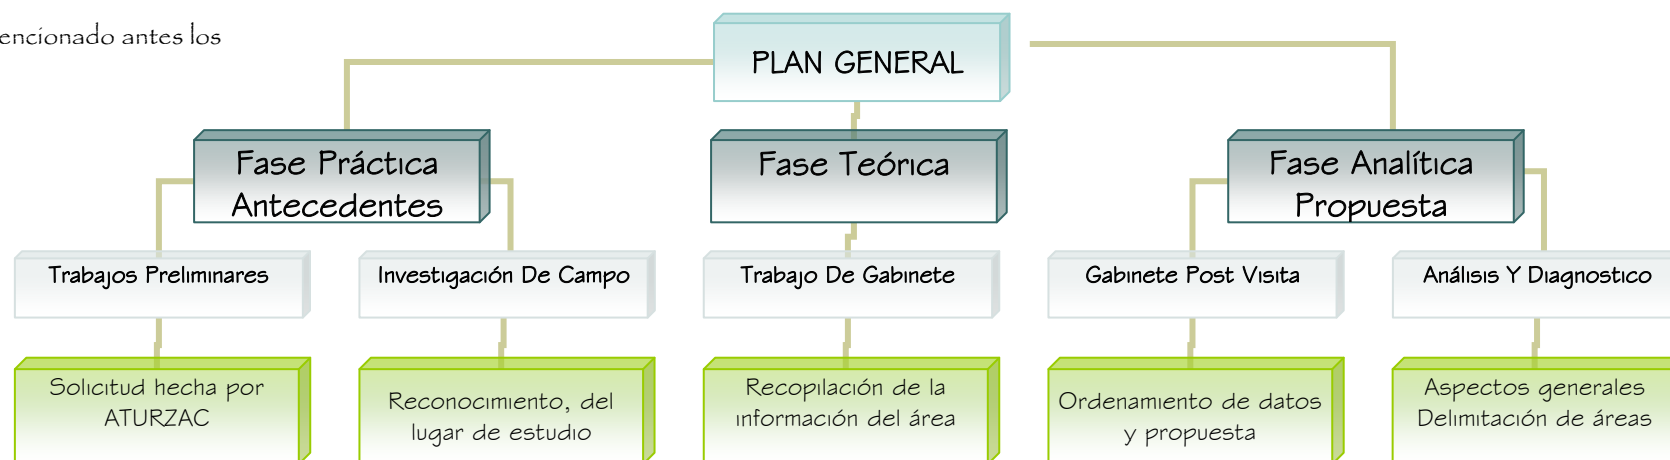 encionado antes los
PLAN GENERAL
Fase Práctica
Antecedentes
Fase Teórica
Fase Analítica
Propuesta
Trabajos Preliminares
Investigación De Campo
Trabajo De Gabinete
Gabinete Post Visita
Análisis Y Diagnostico
Solicitud hecha por
ATURZAC
Reconocimiento, del
lugar de estudio
Recopilación de la
información del área
Ordenamiento de datos
y propuesta
Aspectos generales
Delimitación de áreas